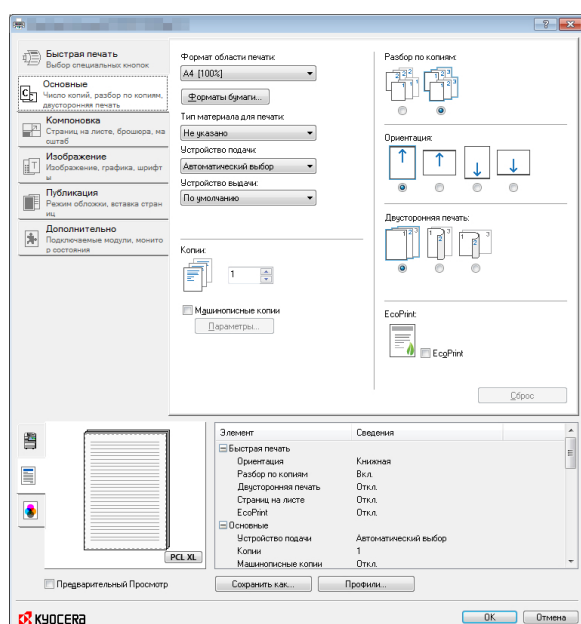 Быстрая печать
Выбор специальных кнопок
Основные
Число копий, разбор по копиям,
двусторонняя печать
Компоновка
Страниц на листе, брошюра, ма
сштаб
Изображение
Изображение, графика, шрифт
ы
Публикация
Режим обложки, вставка стран
иц
Дополнительно
Подключаемые модули, монито
р состояния
Формат области печати:
A4 [100%]
Форматы бумаги...
Тип материала для печати:
Не указано
Устройство подачи:
Автоматический выбор
Устройство выдачи:
По умолчанию
Копии:
1
Машинописные копии
Параметры...
Разбор по копиям:
Ориентация:
Двусторонняя печать:
EcoPrint:
EcoPrint
Сброс
Элемент Сведения
Быстрая печать
Ориентация Книжная
Разбор по копиям Вкл.
Двусторонняя печать Откл.
Страниц на листе Откл.
EcoPrint Откл.
Основные
Устройство подачи Автоматический выбор
Копии 1
Машинописные копии Откл.
PCL XL
Предварительный Просмотр
Сохранить как... Профили...
KYOCERA
OK Отмена